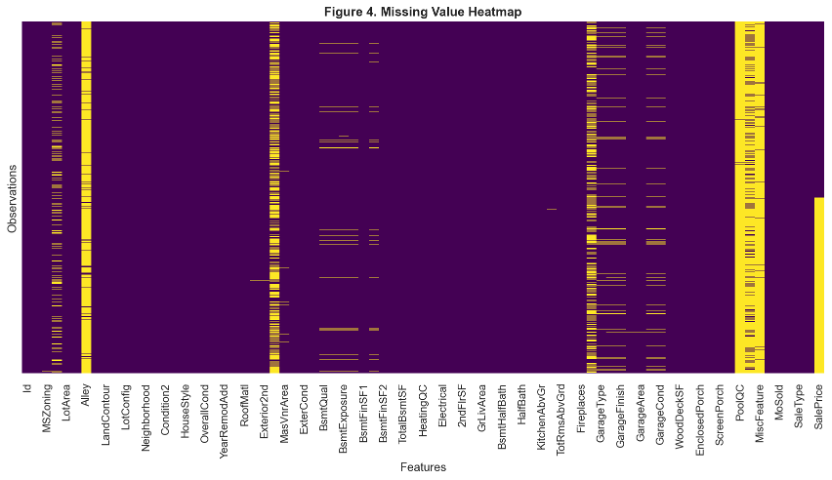 Figure 4. Missing Value Heatmap
Observations
Id
MSZoning
LotArea
Alley
LandContour
LotConfig
Neighborhood
Condition2
HouseStyle
OverallCond
YearRemodAdd
RoofMatl
Exterior2nd
MasVnrArea
ExterCond
BsmtQual
BsmtExposure
BsmtFinSF1
BsmtFinSF2
TotalBsmtSF
HeatingQC
Electrical
2ndFlrSF
GrLivArea
BsmtHalfBath
HalfBath
KitchenAbvGr
TotRmsAbvGrd
Fireplaces
GarageType
GarageFinish
GarageArea
GarageCond
WoodDeckSF
EnclosedPorch
ScreenPorch
PoolQC
MiscFeature
MoSold
SaleType
SalePrice
Features